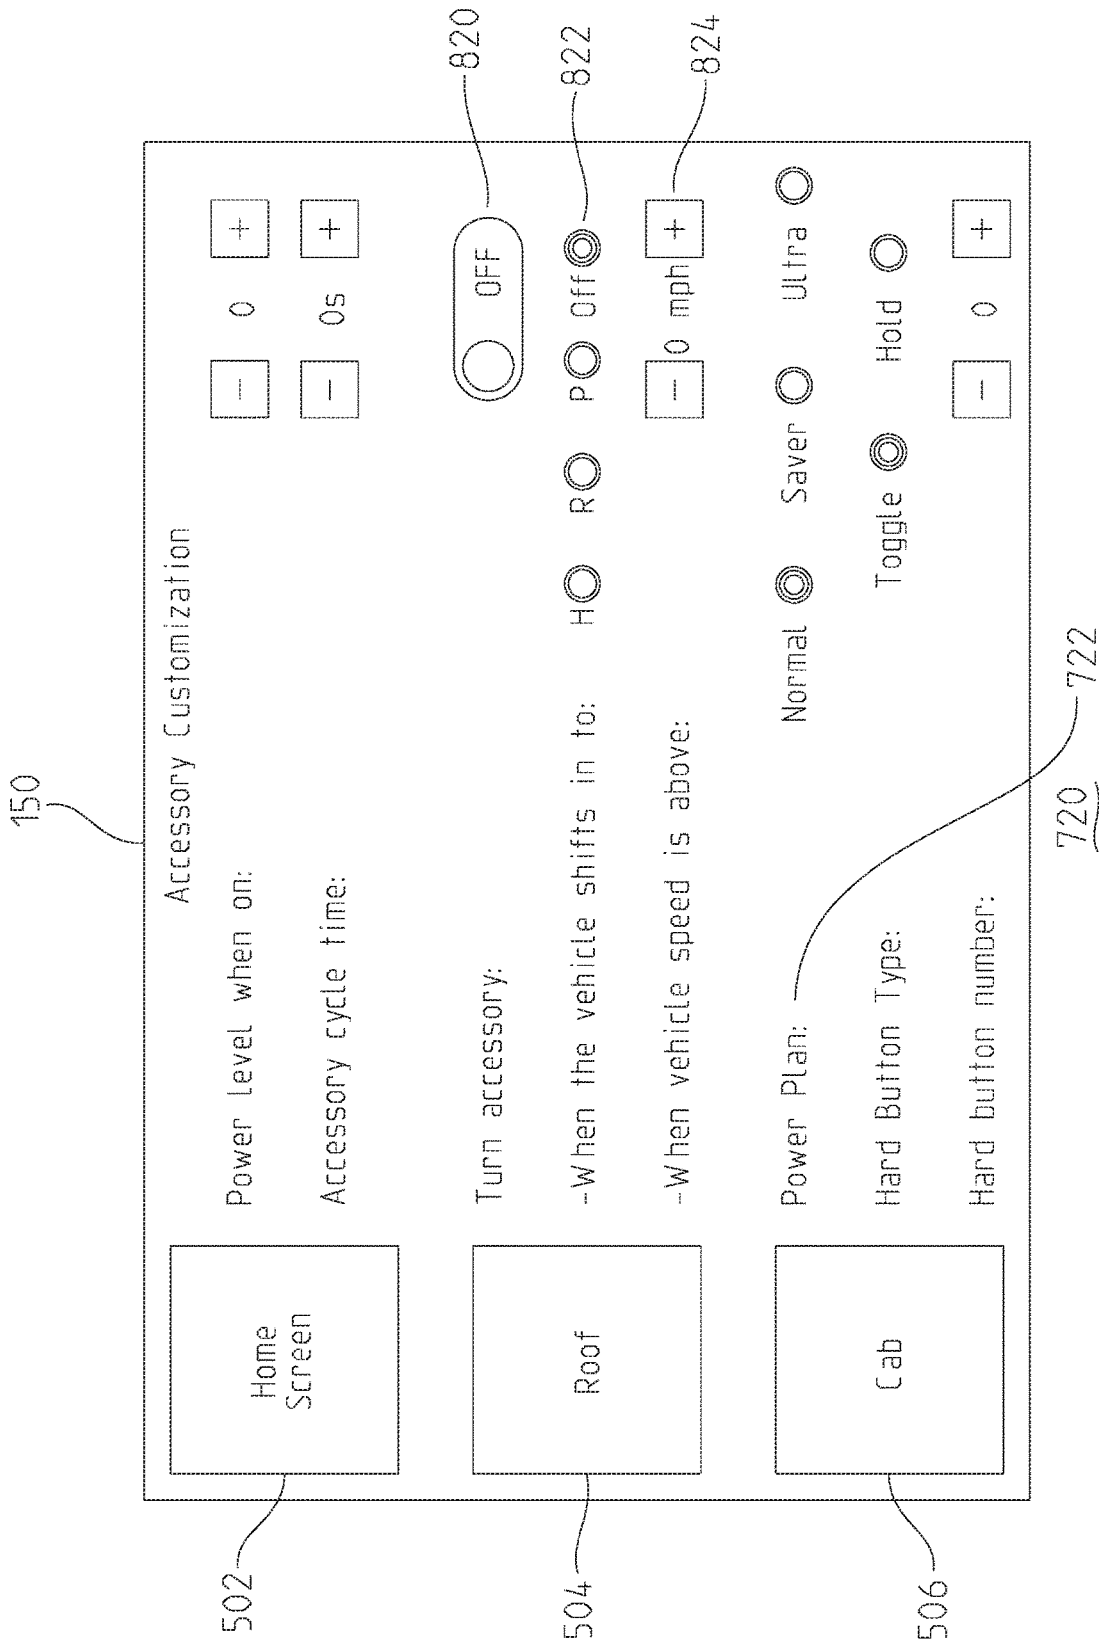 150
Accessory Customization
502
Home
Screen
Power Level when on:
- 0 +
Accessory cycle time:
- 0s +
504
Roof
Turn accessory:
OFF
820
-When the vehicle shifts in to:
H R P Off
822
-When vehicle speed is above:
- 0 mph +
824
506
Cab
Power Plan:
Normal Saver Ultra
Hard Button Type:
Toggle Hold
Hard button number:
- 0 +
722
720